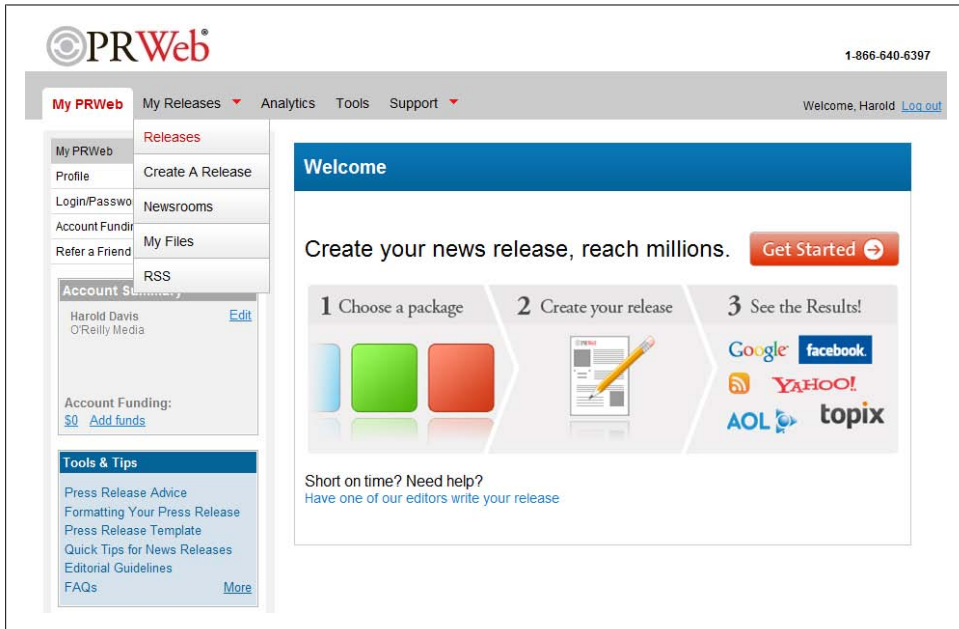 PRWeb
1-866-640-6397
My PRWeb My Releases Analytics Tools Support
Welcome, Harold Log out
Releases
Create A Release
Newsrooms
My Files
RSS
My PRWeb
Profile
Login/Passwo
Account Fundin
Refer a Friend
Account Summary
Harold Davis Edit
O'Reilly Media
Account Funding:
$0 Add funds
Tools & Tips
Press Release Advice
Formatting Your Press Release
Press Release Template
Quick Tips for News Releases
Editorial Guidelines
FAQs More
Welcome
Create your news release, reach millions. Get Started
1 Choose a package 2 Create your release 3 See the Results!
PRWeb
Google facebook.
YAHOO!
AOL topix
Short on time? Need help?
Have one of our editors write your release